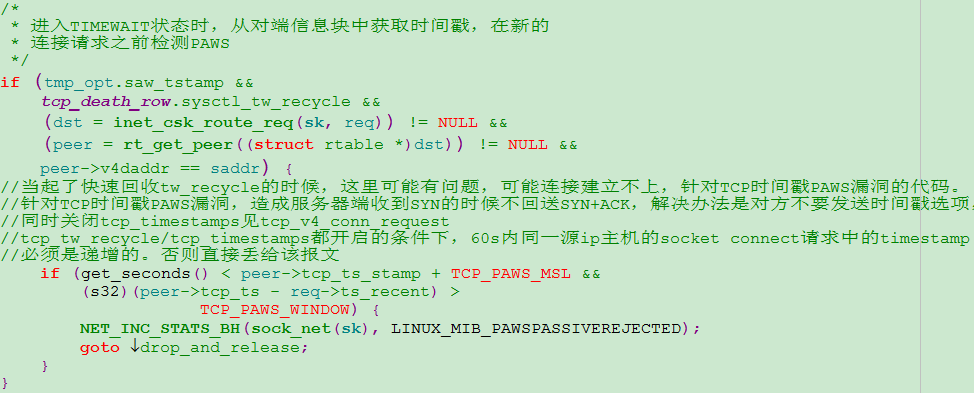 /*
 * 进入TIMEWAIT状态时，从对端信息块中获取时间戳，在新的
 * 连接请求之前检测PAWS
 */
if (tmp_opt.saw_tstamp &&
    tcp_death_row.sysctl_tw_recycle &&
    (dst = inet_csk_route_req(sk, req)) != NULL &&
    (peer = rt_get_peer((struct rtable *)dst)) != NULL &&
    peer->v4daddr == saddr) {
//当起了快速回收tw_recycle的时候，这里可能有问题，可能连接建立不上，针对TCP时间戳PAWS漏洞的代码。
//针对TCP时间戳PAWS漏洞，造成服务器端收到SYN的时候不回送SYN+ACK，解决办法是对方不要发送时间戳选项，
//同时关闭tcp_timestamps见tcp_v4_conn_request
//tcp_tw_recycle/tcp_timestamps都开启的条件下，60s内同一源ip主机的socket connect请求中的timestamp
//必须是递增的。否则直接丢给该报文
    if (get_seconds() < peer->tcp_ts_stamp + TCP_PAWS_MSL &&
        (s32)(peer->tcp_ts - req->ts_recent) >
                    TCP_PAWS_WINDOW) {
        NET_INC_STATS_BH(sock_net(sk), LINUX_MIB_PAWSPASSIVEREJECTED);
        goto ↓drop_and_release;
    }
}